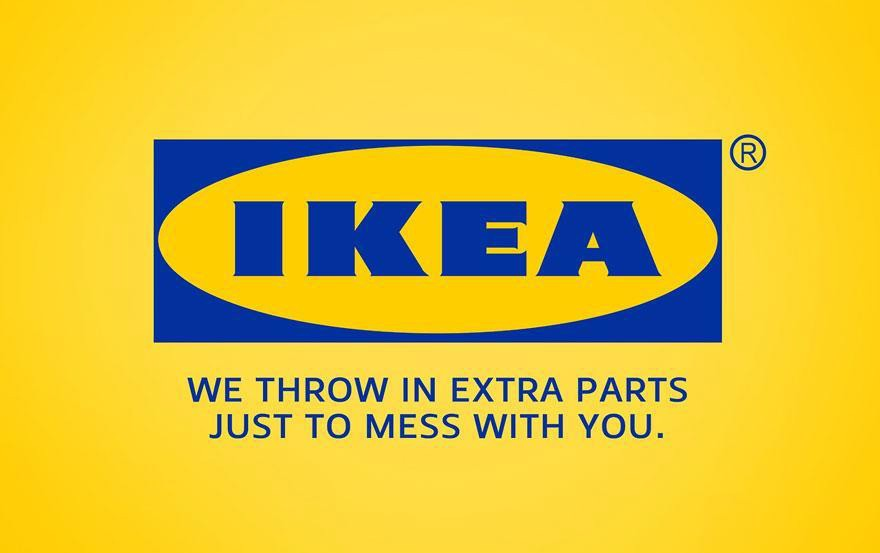 IKEA ®
WE THROW IN EXTRA PARTS
JUST TO MESS WITH YOU.